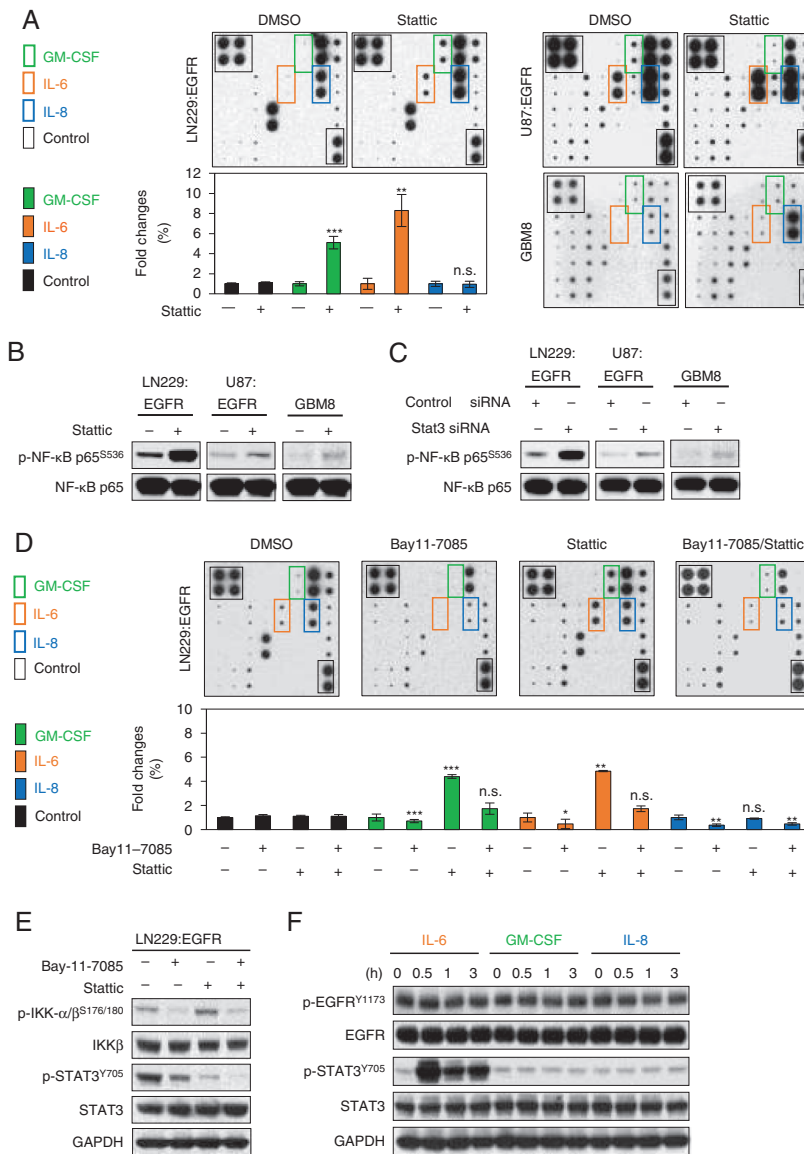 A
DMSO
Stattic
DMSO
Stattic
GM-CSF
IL-6
IL-8
Control
LN229:EGFR
U87:EGFR
GBM8
GM-CSF
IL-6
IL-8
Control
Fold changes
(%)
12
10
8
6
4
2
0
***
**
n.s.
Stattic
– + – + – + – +
B
LN229:
EGFR
U87:
EGFR
GBM8
Stattic
– + – + – +
p-NF-κB p65S536
NF-κB p65
C
LN229:
EGFR
U87:
EGFR
GBM8
Control siRNA + – + – + –
Stat3 siRNA – + – + – +
p-NF-κB p65S536
NF-κB p65
D
DMSO
Bay11-7085
Stattic
Bay11-7085/Stattic
GM-CSF
IL-6
IL-8
Control
LN229:EGFR
GM-CSF
IL-6
IL-8
Control
Fold changes
(%)
10
8
6
4
2
0
*** *** n.s. * ** n.s. ** n.s. **
Bay11–7085 – + – + – + – + – + – + – + – +
Stattic – – + + – – + + – – + + – – + +
E
LN229:EGFR
Bay-11-7085 – + – +
Stattic – – + +
p-IKK-α/βS176/180
IKKβ
p-STAT3Y705
STAT3
GAPDH
F
IL-6
GM-CSF
IL-8
(h) 0 0.5 1 3 0 0.5 1 3 0 0.5 1 3
p-EGFRY1173
EGFR
p-STAT3Y705
STAT3
GAPDH